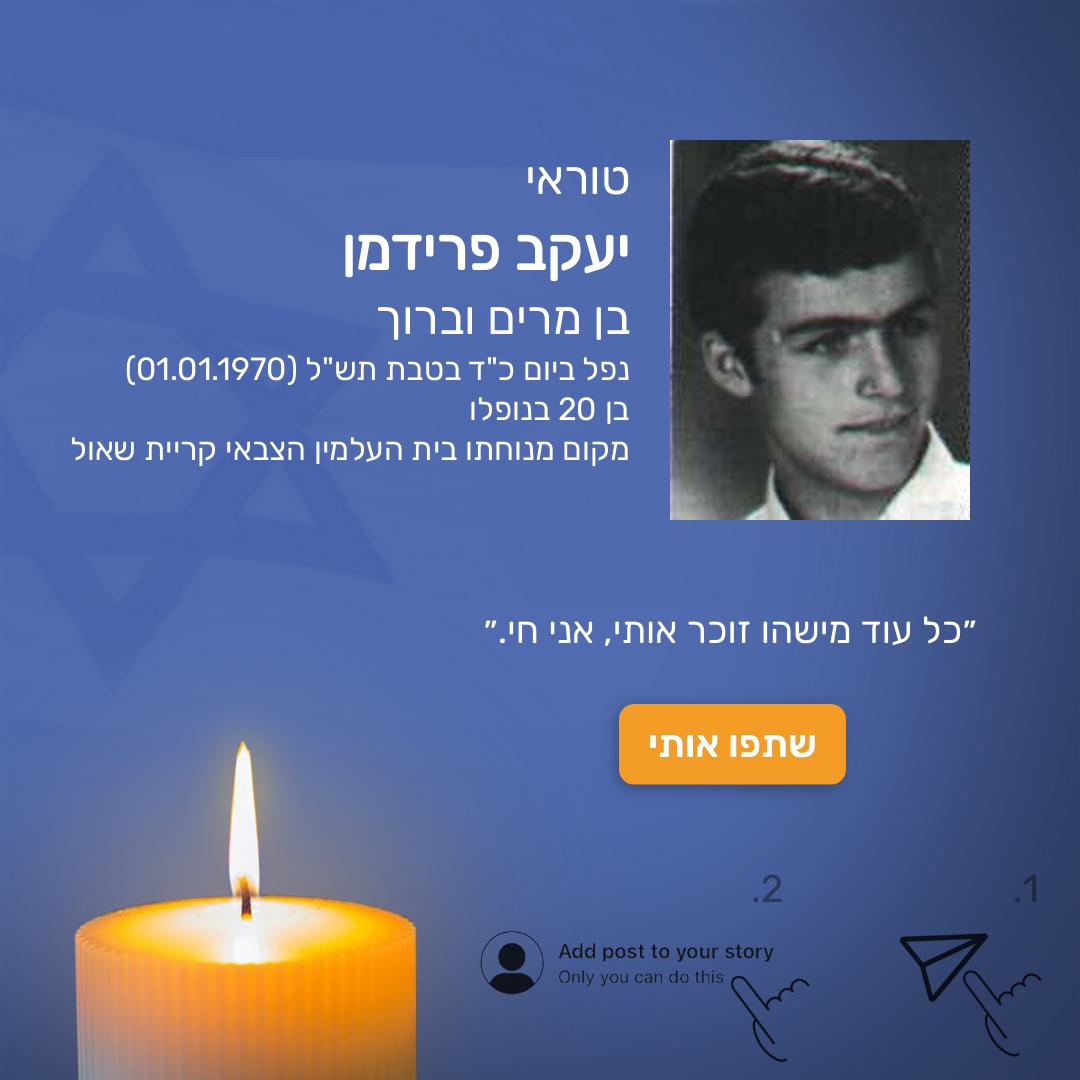 טוראי
יעקב פרידמן
בן מרים וברוך
נפל ביום כ"ד בטבת תש"ל (01.01.1970)
בן 20 בנופלו
מקום מנוחתו בית העלמין הצבאי קריית שאול
״כל עוד מישהו זוכר אותי, אני חי.״
שתפו אותי
.1
.2
Add post to your story
Only you can do this